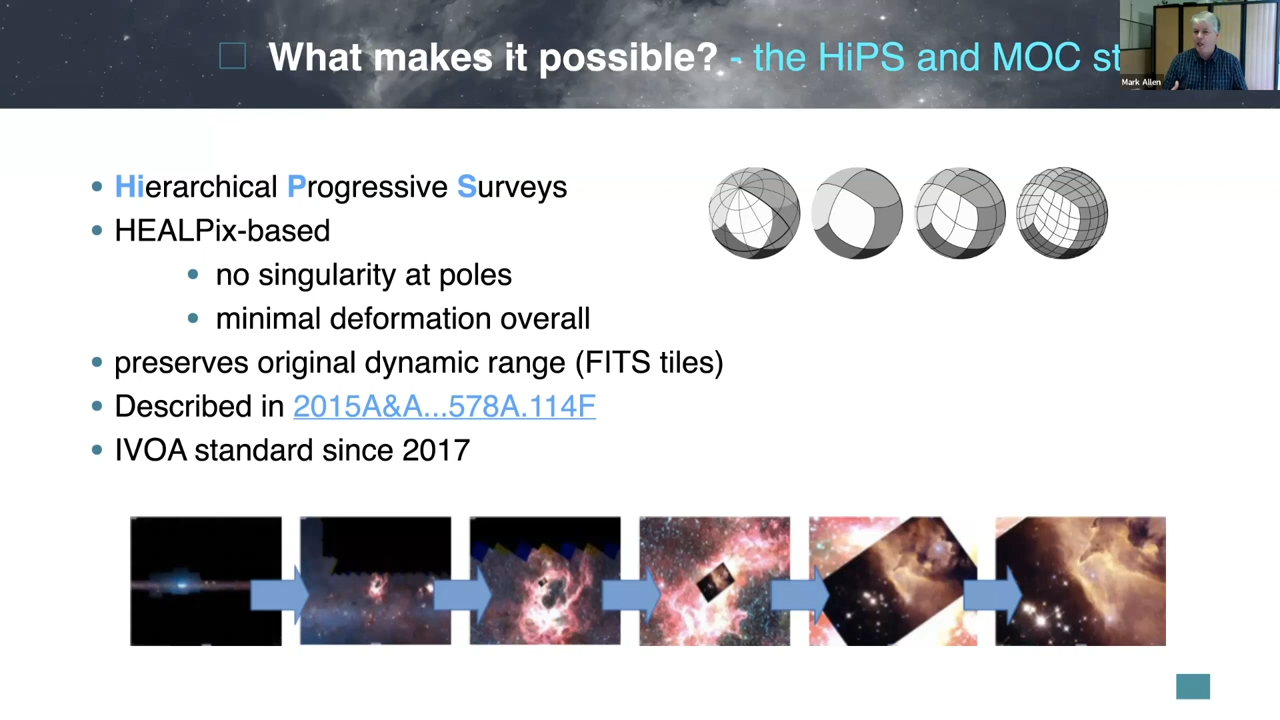 What makes it possible? - the HiPS and MOC st
Mark Allen
• Hierarchical Progressive Surveys
• HEALPix-based
• no singularity at poles
• minimal deformation overall
• preserves original dynamic range (FITS tiles)
• Described in 2015A&A...578A.114F
• IVOA standard since 2017